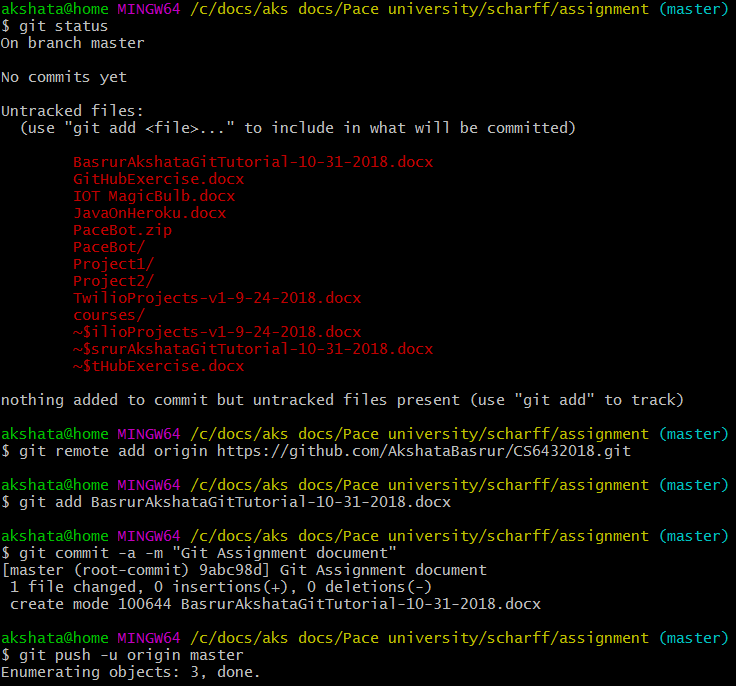 akshata@home MINGW64 /c/docs/aks docs/Pace university/scharff/assignment (master)
$ git status
On branch master
No commits yet
Untracked files:
(use "git add <file>..." to include in what will be committed)
BasrurAkshataGitTutorial-10-31-2018.docx
GitHubExercise.docx
IOT MagicBulb.docx
JavaOnHeroku.docx
PaceBot.zip
PaceBot/
Project1/
Project2/
TwilioProjects-v1-9-24-2018.docx
courses/
~$ilioProjects-v1-9-24-2018.docx
~$srurAkshataGitTutorial-10-31-2018.docx
~$tHubExercise.docx
nothing added to commit but untracked files present (use "git add" to track)
akshata@home MINGW64 /c/docs/aks docs/Pace university/scharff/assignment (master)
$ git remote add origin https://github.com/AkshataBasrur/CS6432018.git
akshata@home MINGW64 /c/docs/aks docs/Pace university/scharff/assignment (master)
$ git add BasrurAkshataGitTutorial-10-31-2018.docx
akshata@home MINGW64 /c/docs/aks docs/Pace university/scharff/assignment (master)
$ git commit -a -m "Git Assignment document"
[master (root-commit) 9abc98d] Git Assignment document
1 file changed, 0 insertions(+), 0 deletions(-)
create mode 100644 BasrurAkshataGitTutorial-10-31-2018.docx
akshata@home MINGW64 /c/docs/aks docs/Pace university/scharff/assignment (master)
$ git push -u origin master
Enumerating objects: 3, done.